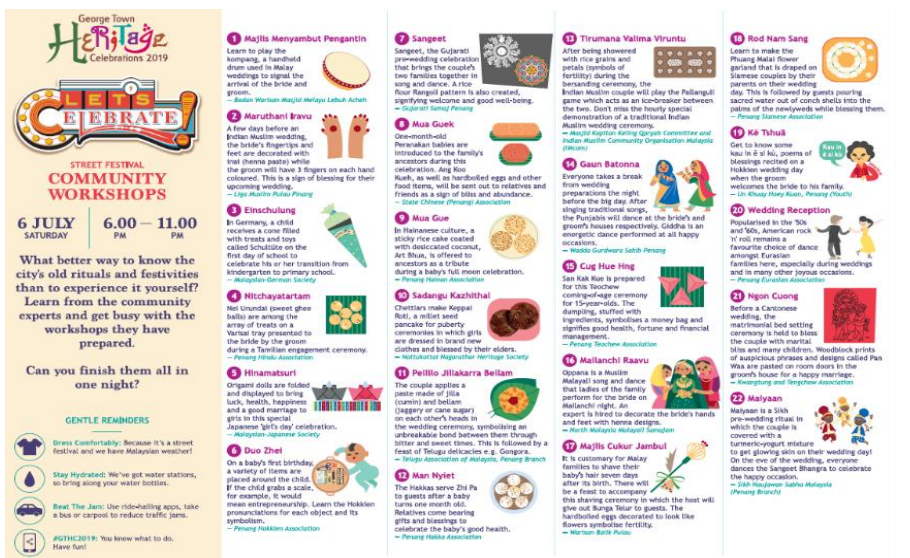 George Town
HERITAGE
Celebrations 2019
LET'S
CELEBRATE!
STREET FESTIVAL
COMMUNITY
WORKSHOPS
6 JULY
SATURDAY
6.00 — 11.00
PM PM
What better way to know the
city's old rituals and festivities
than to experience it yourself?
Learn from the community
experts and get busy with the
workshops they have
prepared.
Can you finish them all in
one night?
GENTLE REMINDERS
Dress Comfortably: Because it's a street
festival and we have Malaysian weather!
Stay Hydrated: We've got water stations,
so bring along your water bottles.
Beat The Jam: Use ride-hailing apps, take
a bus or carpool to reduce traffic jams.
#GTHC2019: You know what to do.
Have fun!
1 Majlis Menyambut Pengantin
Learn to play the
kompang, a handheld
drum used in Malay
weddings to signal
the arrival of the
bride and
groom.
— Badan Warisan Masjid Melayu Lebuh Acheh
2 Maruthani Iravu
A few days before an
Indian Muslim wedding,
the bride's fingertips and
feet are decorated with
inai (henna paste) while
the groom will have 3 fingers on each hand
coloured. This is a sign of blessing for their
upcoming wedding.
— Liga Muslim Pulau Pinang
3 Einschulung
In Germany, a child
receives a cone filled
with treats and toys
called Schultüte on the
first day of school to
celebrate his or her transition from
kindergarten to primary school.
— Malaysian-German Society
4 Nitchayatartam
Nei Urundai (sweet ghee
balls) are among the
array of treats on a
Varisai tray presented to
the bride by the groom
during a Tamilian engagement ceremony.
— Penang Hindu Association
5 Hinamatsuri
Origami dolls are folded
and displayed to bring
luck, health, happiness
and a good marriage to
girls in this special
Japanese 'girl's day' celebration.
— Malaysian-Japanese Society
6 Duo Zhei
On a baby's first birthday,
a variety of items are
placed around the child.
If the child grabs a scale,
for example, it would
mean entrepreneurship. Learn the Hokkien
pronunciations for each object and its
symbolism.
— Penang Hokkien Association
7 Sangeet
Sangeet, the Gujarati
pre-wedding celebration
that brings the couple's
two families together in
song and dance. A rice
flour Rangoli pattern is also created,
signifying welcome and good well-being.
— Gujarati Samaj Penang
8 Mua Guek
One-month-old
Peranakan babies are
introduced to the family's
ancestors during this
celebration. Ang Koo
Kueh, as well as hardboiled eggs and other
food items, will be sent out to relatives and
friends as a sign of bliss and abundance.
— State Chinese (Penang) Association
9 Mua Gue
In Hainanese culture, a
sticky rice cake coated
with desiccated coconut,
Art Bhua, is offered to
ancestors as a tribute
during a baby's full moon celebration.
— Penang Hainan Association
10 Sadangu Kazhithal
Chettiars make Keppai
Roti, a millet seed
pancake for puberty
ceremonies in which girls
are dressed in brand new
clothes and blessed by their elders.
— Nattukottai Nagarathar Heritage Society
11 Pellilo Jillakarra Bellam
The couple applies a
paste made of jilla
(cumin) and bellam
(jaggery or cane sugar)
on each other's heads in
the wedding ceremony, symbolising an
unbreakable bond between them through
bitter and sweet times. This is followed by a
feast of Telugu delicacies e.g. Gongora.
— Telugu Association of Malaysia, Penang Branch
12 Man Nyiet
The Hakkas serve Zhi Pa
to guests after a baby
turns one month old.
Relatives come bearing
gifts and blessings to
celebrate the baby's good health.
— Penang Hakka Association
13 Tirumana Valima Viruntu
After being showered
with rice grains and
petals (symbols of
fertility) during the
bersanding ceremony, the
Indian Muslim couple will play the Pallanguli
game which acts as an ice-breaker between
the two. Don't miss the hourly special
demonstration of a traditional Indian
Muslim wedding ceremony.
— Masjid Kapitan Keling Qaryah Committee and
Indian Muslim Community Organisation Malaysia
14 Gaun Batonna
Everyone takes a break
from wedding
preparations the night
before the big day. After
singing traditional songs,
the Punjabis will dance at the bride's and
groom's houses respectively. Giddha is an
energetic dance performed at all happy
occasions.
— Wadda Gurdwara Sahib Penang
15 Cug Hue Hng
San Kak Kue is prepared
for this Teochew
coming-of-age ceremony
for 15-year-olds. The
dumpling, stuffed with
ingredients, symbolises a money bag and
signifies good health, fortune and financial
management.
— Penang Teochew Association
16 Mailanchi Raavu
Oppana is a Muslim
Malayali song and dance
that ladies of the family
perform for the bride on
Mailanchi night. An
expert is hired to decorate the bride's hands
and feet with henna designs.
— North Malaysia Malayali Samajam
17 Majlis Cukur Jambul
It is customary for Malay
families to shave their
baby's hair seven days
after its birth. There will
be a feast to accompany
this shaving ceremony in which the host will
give out Bunga Telur to guests. The
hardboiled eggs decorated to look like
flowers symbolise fertility.
— Warisan Balik Pulau
18 Rod Nam Sang
Learn to make the
Phuang Malai flower
garland that is draped on
Siamese couples by their
parents on their wedding
day. This is followed by guests pouring
sacred water out of conch shells into the
palms of the newlyweds while blessing them.
— Penang Siamese Association
19 Kè Tshuā
Get to know some
kau in ê sì kù, poems of
blessings recited on a
Hokkien wedding day
when the groom
welcomes the bride to his family.
— Lin Khuay Huey Kuan, Penang (Youth)
20 Wedding Reception
Popularised in the '50s
and '60s, American rock
'n' roll remains a
favourite choice of dance
amongst Eurasian
families here, especially during weddings
and in many other joyous occasions.
— Penang Eurasian Association
21 Ngon Cuong
Before a Cantonese
wedding, the
matrimonial bed setting
ceremony is held to bless
the couple with marital
bliss and many children. Woodblock prints
of auspicious phrases and designs called Pan
Waa are pasted on room doors in the
groom's house for a happy marriage.
— Kwangtung and Tengchow Association
22 Maiyaan
Maiyaan is a Sikh
pre-wedding ritual in
which the couple is
covered with a
turmeric-yogurt mixture
to get glowing skin on their wedding day!
On the eve of the wedding, everyone
dances the Sangeet Bhangra to celebrate
the happy occasion.
— Sikh Naujawan Sabha Malaysia
(Penang Branch)